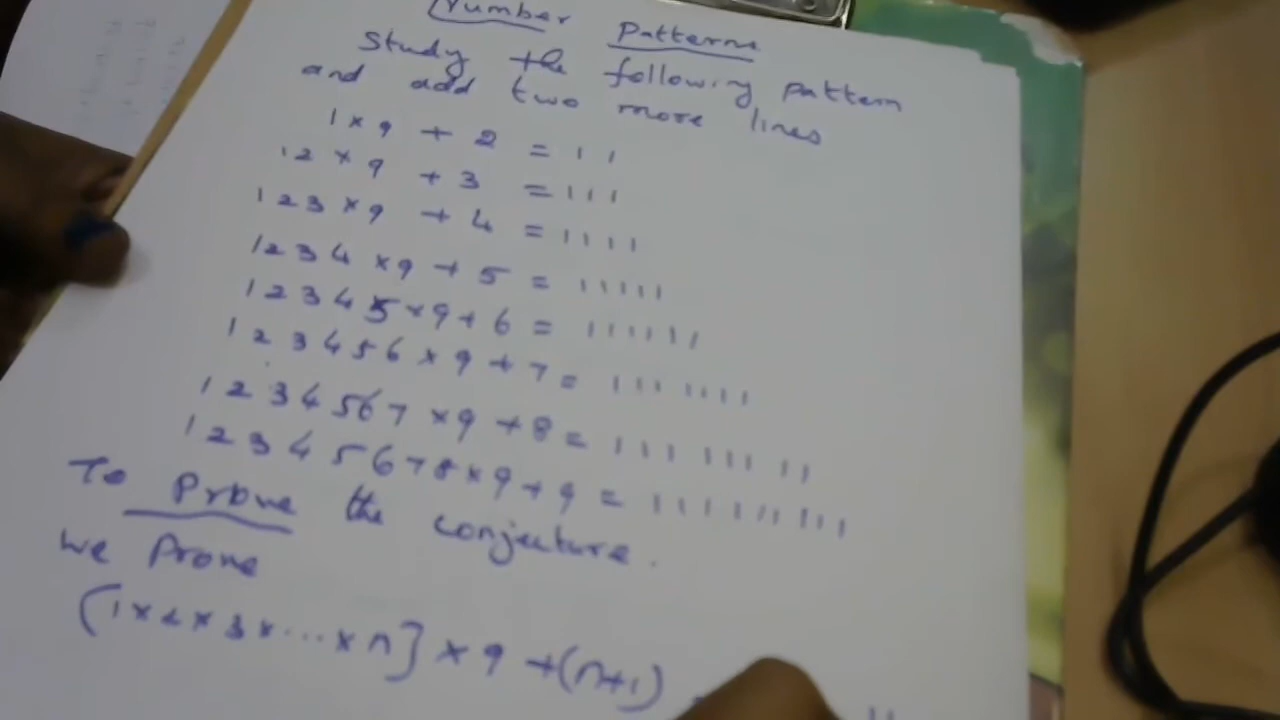 Number Patterns
Study the following pattern
and add two more lines
1 × 9 + 2 = 11
12 × 9 + 3 = 111
123 × 9 + 4 = 1111
1234 × 9 + 5 = 11111
12345 × 9 + 6 = 111111
123456 × 9 + 7 = 1111111
1234567 × 9 + 8 = 11111111
12345678 × 9 + 9 = 111111111
To Prove the conjecture.
We Prove
(1 × 2 × 3 × ... × n] × 9 + (n+1)